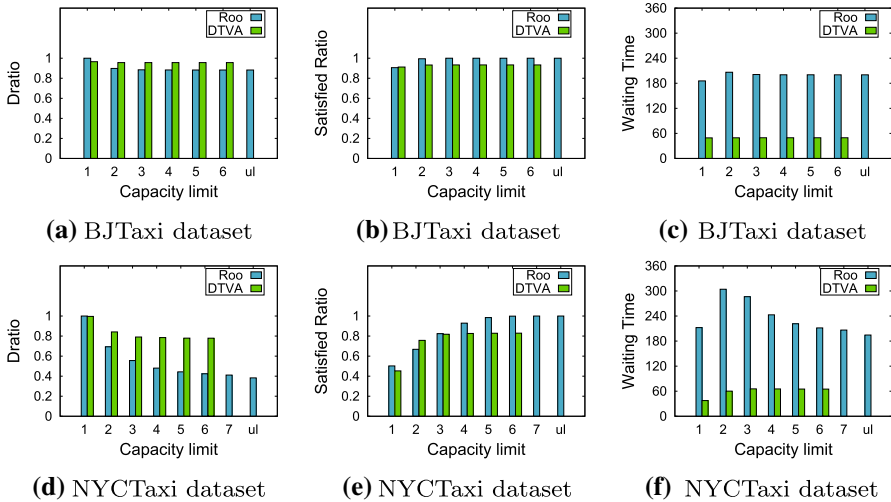 Roo
DTVA
Dratio
1
0.8
0.6
0.4
0.2
0
1 2 3 4 5 6 ul
Capacity limit
(a) BJTaxi dataset
Roo
DTVA
Satisfied Ratio
1
0.8
0.6
0.4
0.2
0
1 2 3 4 5 6 ul
Capacity limit
(b) BJTaxi dataset
Roo
DTVA
Waiting Time
360
300
240
180
120
60
0
1 2 3 4 5 6 ul
Capacity limit
(c) BJTaxi dataset
Roo
DTVA
Dratio
1
0.8
0.6
0.4
0.2
0
1 2 3 4 5 6 7 ul
Capacity limit
(d) NYCTaxi dataset
Roo
DTVA
Satisfied Ratio
1
0.8
0.6
0.4
0.2
0
1 2 3 4 5 6 7 ul
Capacity limit
(e) NYCTaxi dataset
Roo
DTVA
Waiting Time
360
300
240
180
120
60
0
1 2 3 4 5 6 7 ul
Capacity limit
(f) NYCTaxi dataset